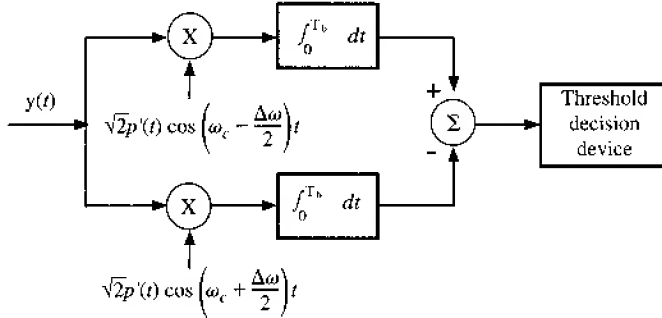 X
∫₀^Tb dt
y(t)
+
√2p'(t) cos (ω_c − Δω/2) t
Σ
Threshold
decision
device
-
X
∫₀^Tb dt
√2p'(t) cos (ω_c + Δω/2) t